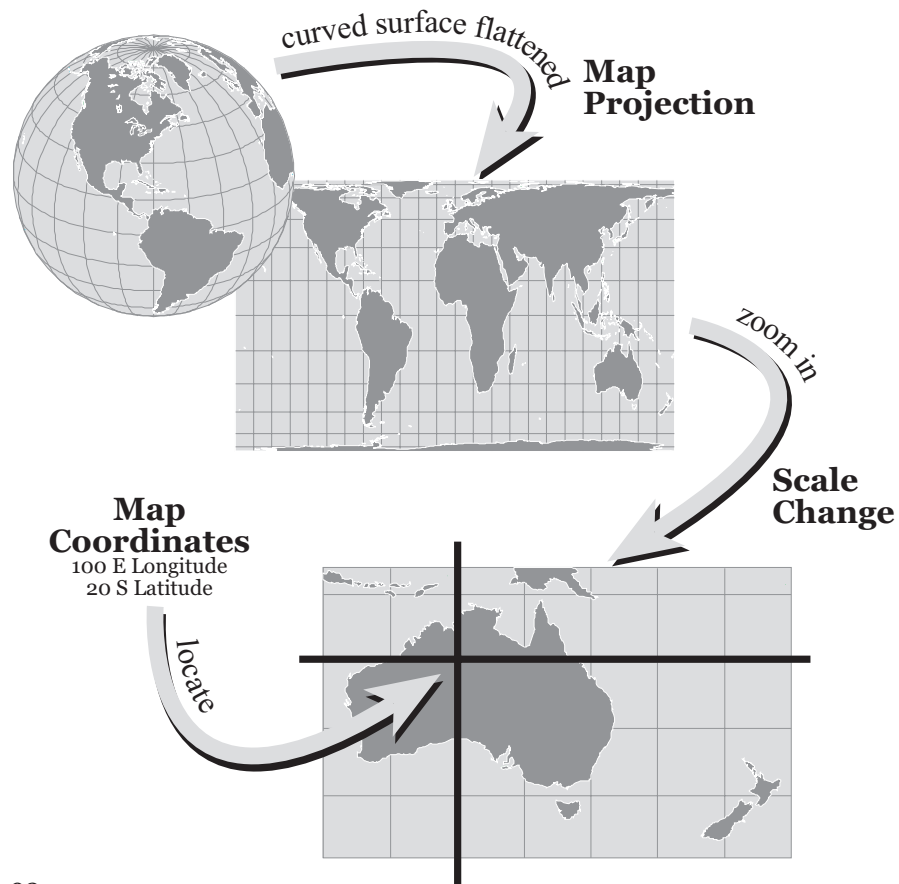 curved surface flattened
Map
Projection
zoom in
Scale
Change
Map
Coordinates
100 E Longitude
20 S Latitude
locate